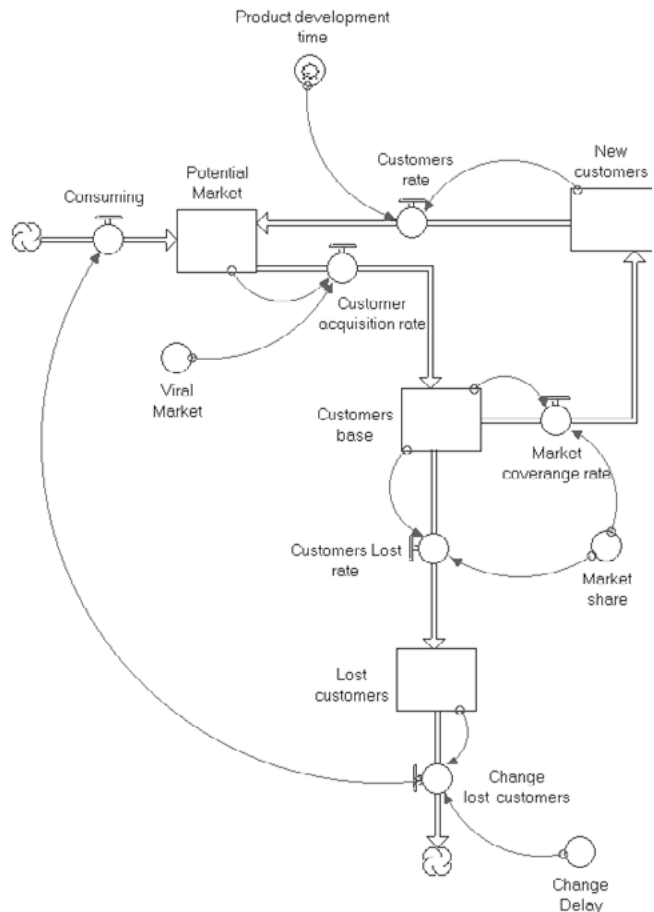 Product development
time
Customers
rate
New
customers
Potential
Market
Consuming
Customer
acquisition rate
Viral
Market
Customers
base
Market
coverange rate
Customers Lost
rate
Market
share
Lost
customers
Change
lost customers
Change
Delay